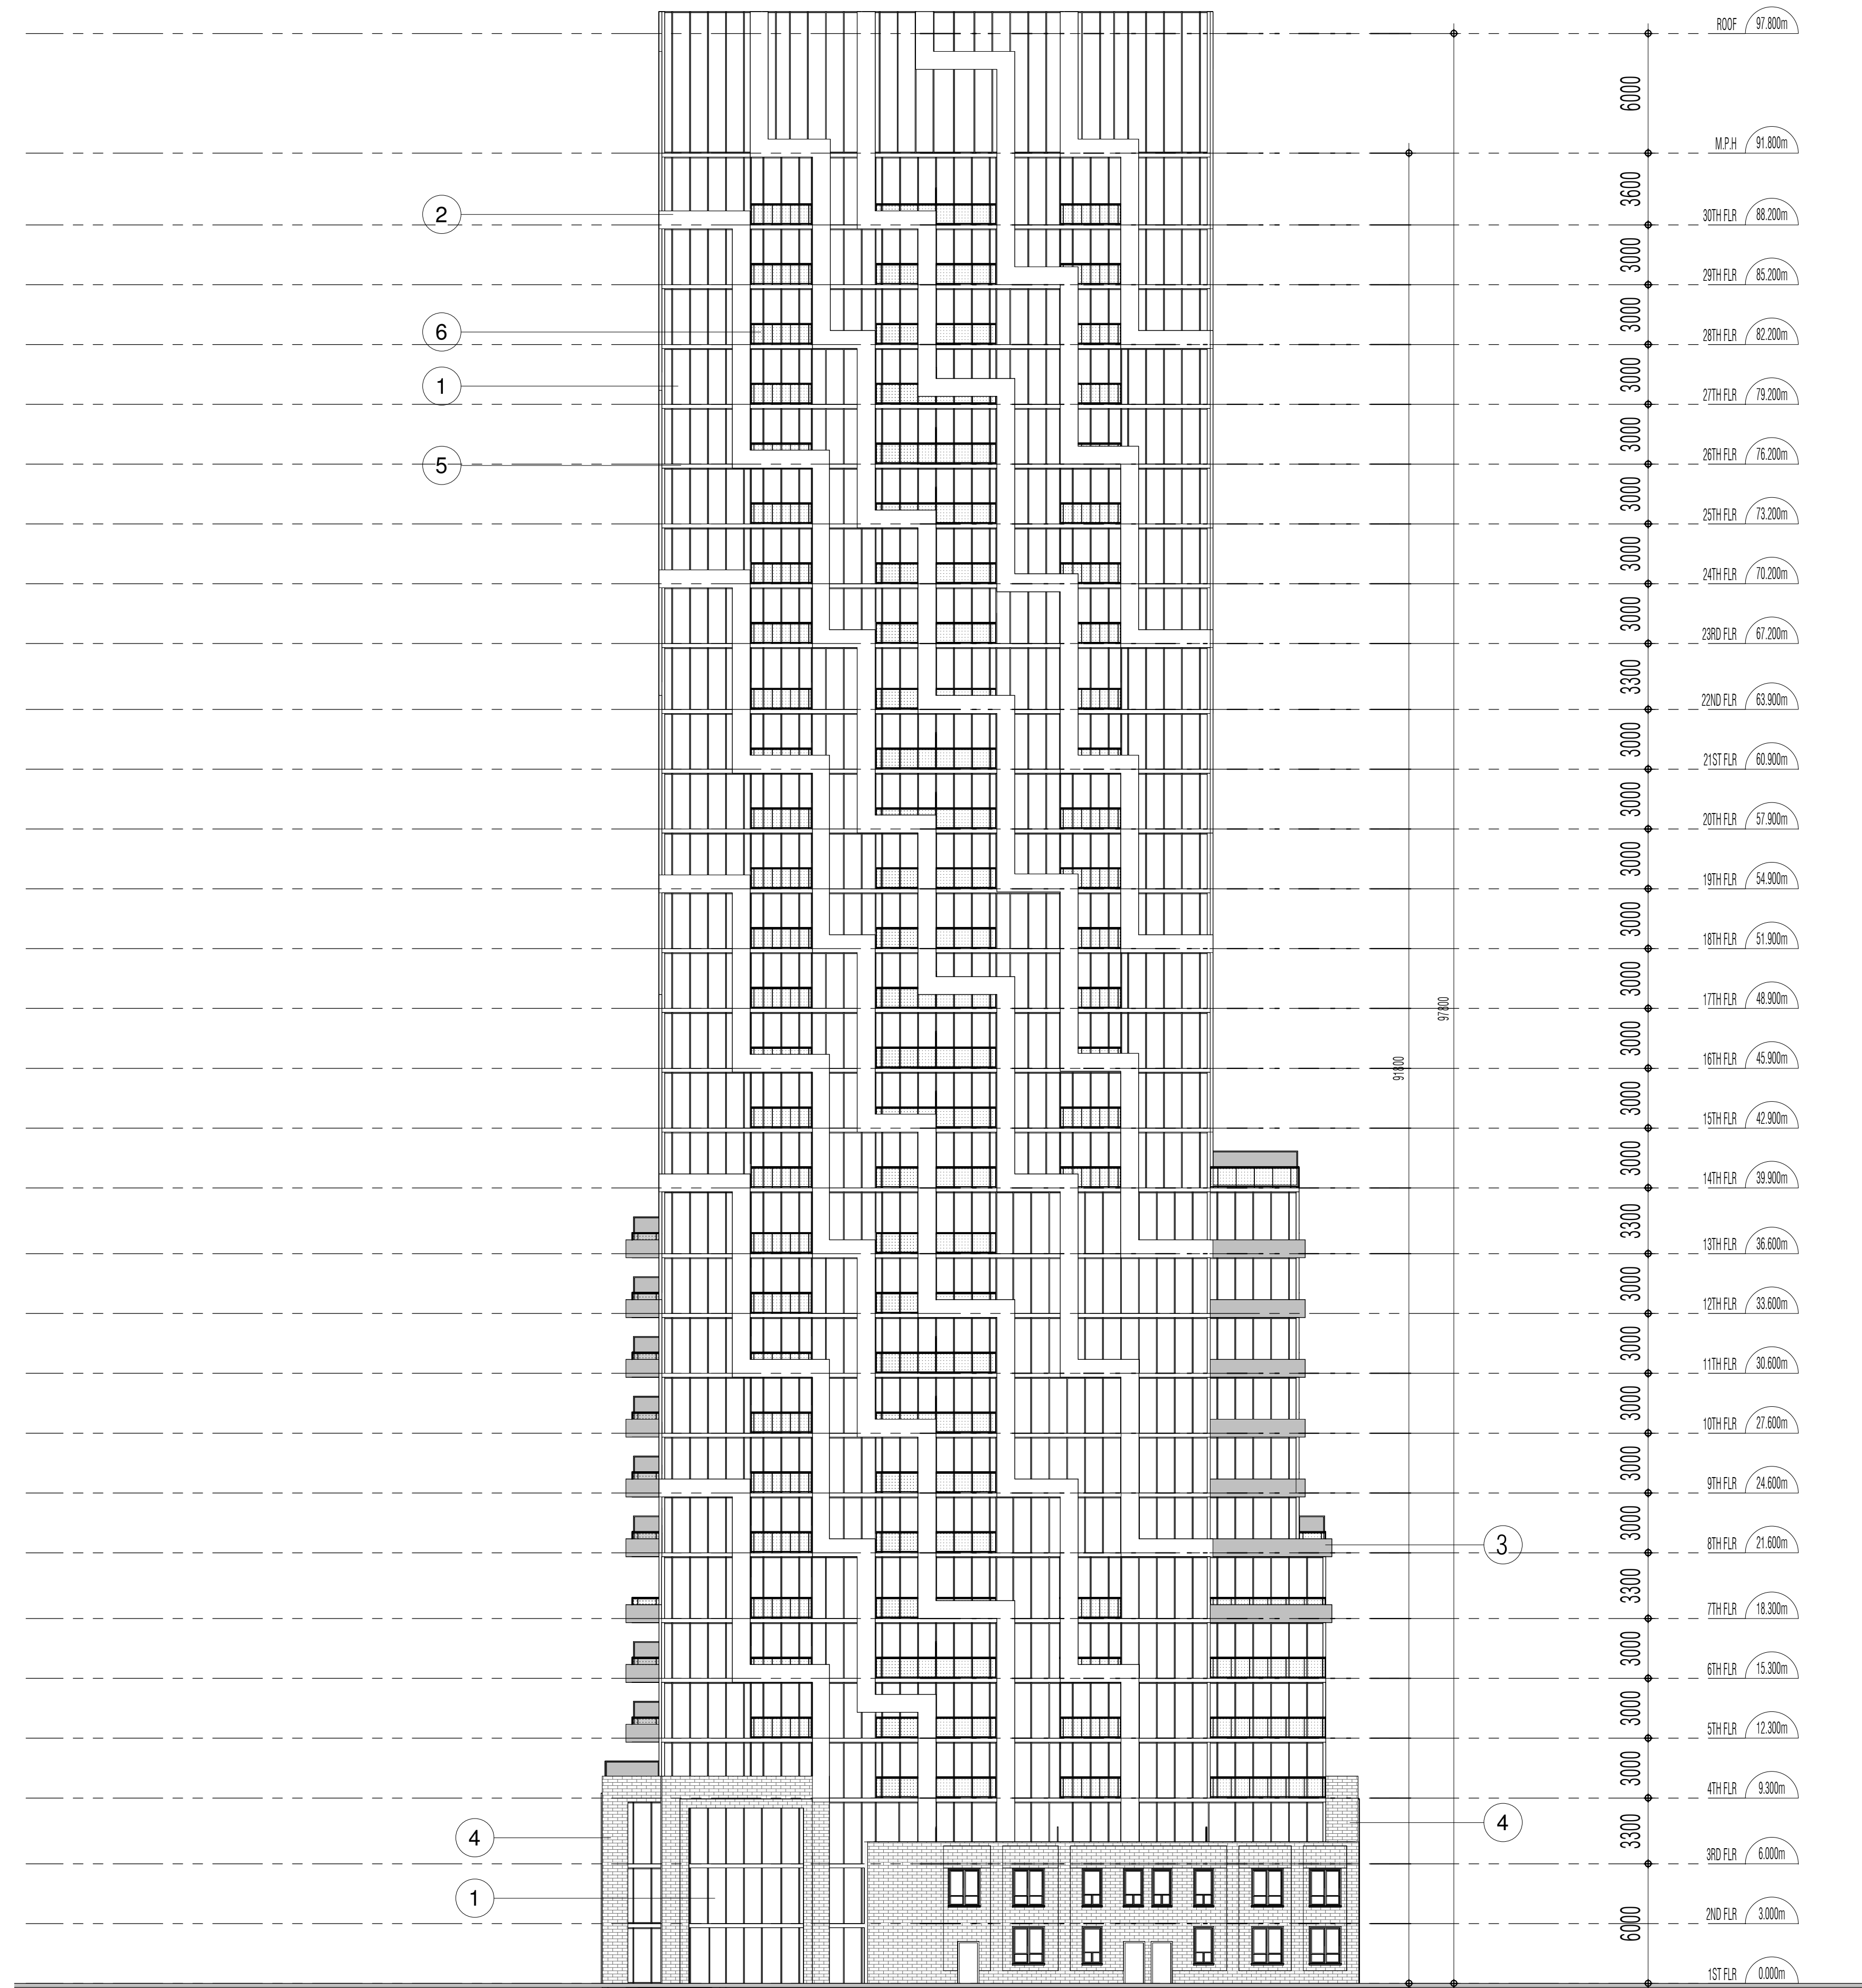 ROOF 97.800m
6000
M.P.H 91.800m
3600
2
30TH FLR 88.200m
3000
29TH FLR 85.200m
3000
6
28TH FLR 82.200m
3000
1
27TH FLR 79.200m
3000
5
26TH FLR 76.200m
3000
25TH FLR 73.200m
3000
24TH FLR 70.200m
3000
23RD FLR 67.200m
3300
22ND FLR 63.900m
3000
21ST FLR 60.900m
3000
20TH FLR 57.900m
3000
19TH FLR 54.900m
3000
18TH FLR 51.900m
3000
17TH FLR 48.900m
97800
3000
16TH FLR 45.900m
91800
3000
15TH FLR 42.900m
3000
14TH FLR 39.900m
3300
13TH FLR 36.600m
3000
12TH FLR 33.600m
3000
11TH FLR 30.600m
3000
10TH FLR 27.600m
3000
9TH FLR 24.600m
3000
3
8TH FLR 21.600m
3300
7TH FLR 18.300m
3000
6TH FLR 15.300m
3000
5TH FLR 12.300m
3000
4TH FLR 9.300m
4
4
3300
3RD FLR 6.000m
1
2ND FLR 3.000m
6000
1ST FLR 0.000m